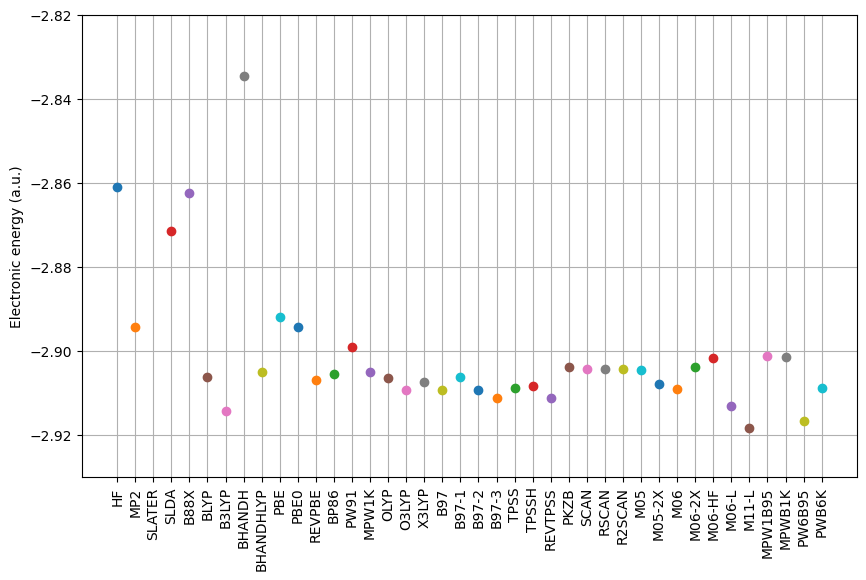 −2.82
−2.84
−2.86
−2.88
−2.90
−2.92
Electronic energy (a.u.)
HF
MP2
SLATER
SLDA
B88X
BLYP
B3LYP
BHANDH
BHANDHLYP
PBE
PBE0
REVPBE
BP86
PW91
MPW1K
OLYP
O3LYP
X3LYP
B97
B97-1
B97-2
B97-3
TPSS
TPSSH
REVTPSS
PKZB
SCAN
RSCAN
R2SCAN
M05
M05-2X
M06
M06-2X
M06-HF
M06-L
M11-L
MPW1B95
MPWB1K
PW6B95
PWB6K